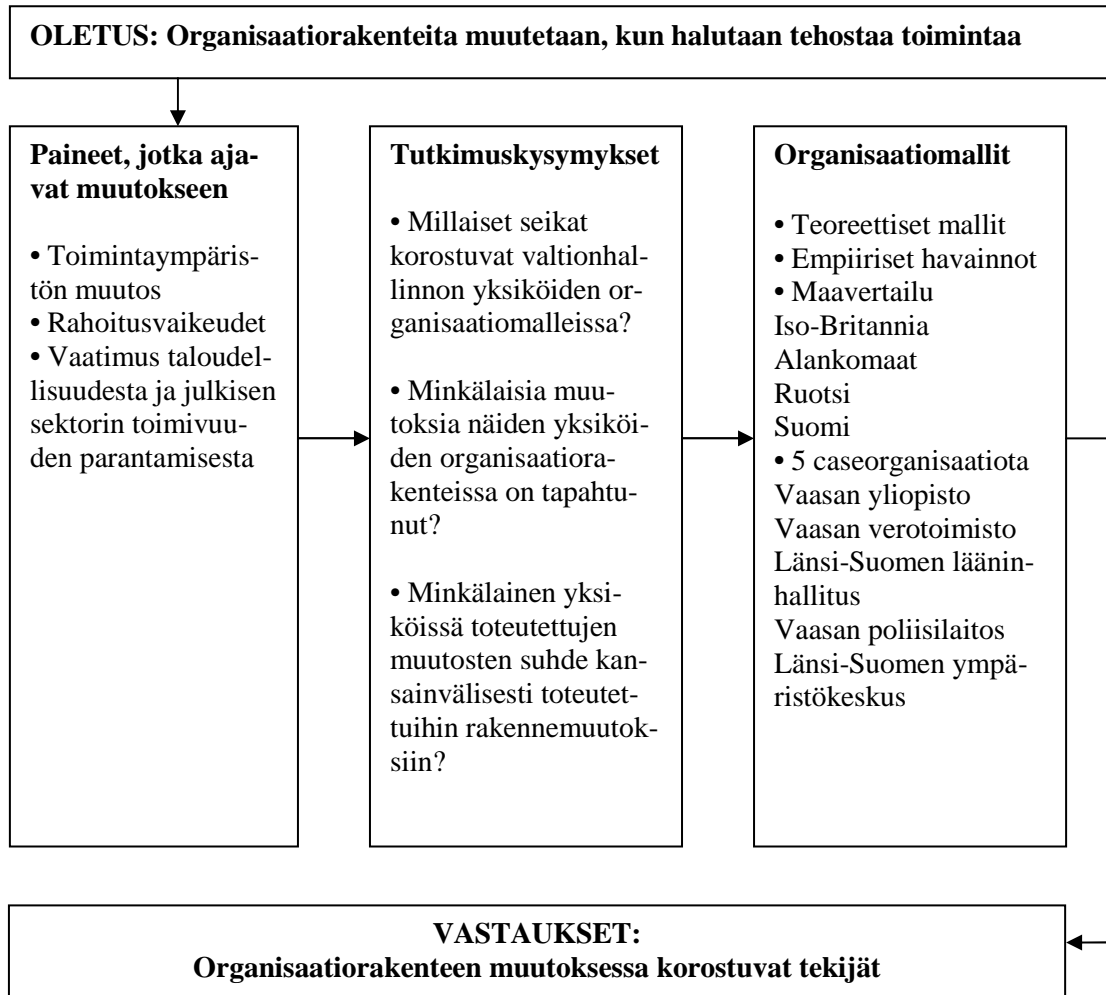 OLETUS: Organisaatiorakenteita muutetaan, kun halutaan tehostaa toimintaa
Paineet, jotka aja-
vat muutokseen
• Toimintaympäris-
tön muutos
• Rahoitusvaikeudet
• Vaatimus taloudel-
lisuudesta ja julkisen
sektorin toimivuu-
den parantamisesta
Tutkimuskysymykset
• Millaiset seikat
korostuvat valtionhal-
linnon yksiköiden or-
ganisaatiomalleissa?
• Minkälaisia muu-
toksia näiden yksiköi-
den organisaatiora-
kenteissa on tapahtu-
nut?
• Minkälainen yksi-
köissä toteutettujen
muutosten suhde kan-
sainvälisesti toteutet-
tuihin rakennemuutok-
siin?
Organisaatiomallit
• Teoreettiset mallit
• Empiiriset havainnot
• Maavertailu
Iso-Britannia
Alankomaat
Ruotsi
Suomi
• 5 caseorganisaatiota
Vaasan yliopisto
Vaasan verotoimisto
Länsi-Suomen läänin-
hallitus
Vaasan poliisilaitos
Länsi-Suomen ympä-
ristökeskus
VASTAUKSET:
Organisaatiorakenteen muutoksessa korostuvat tekijät